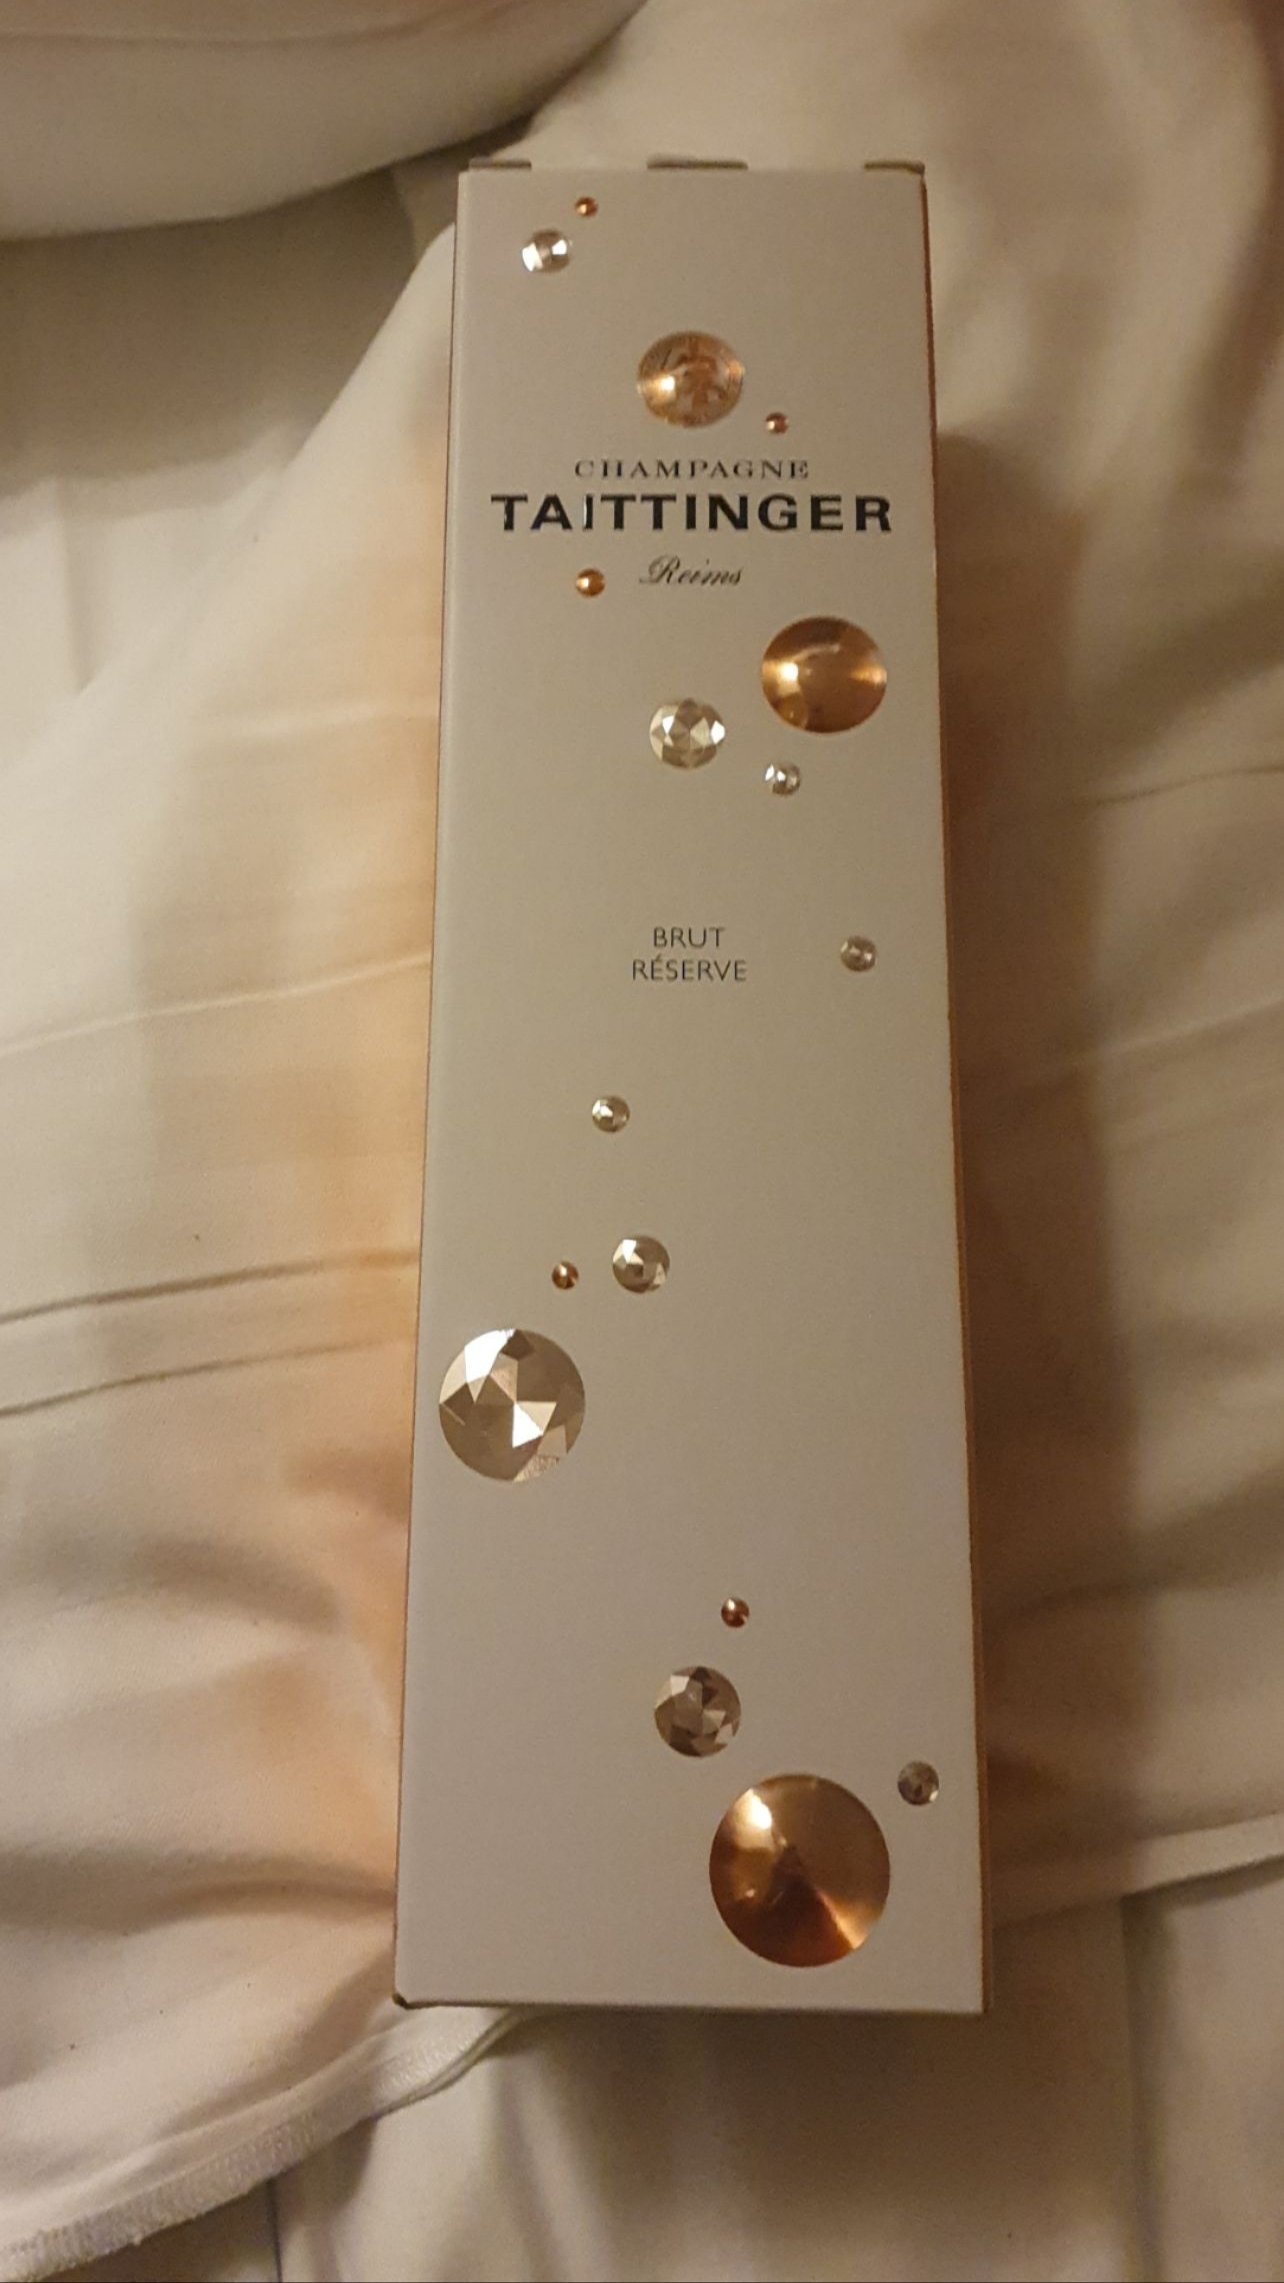 CHAMPAGNE
TAITTINGER
Reims
BRUT
RÉSERVE